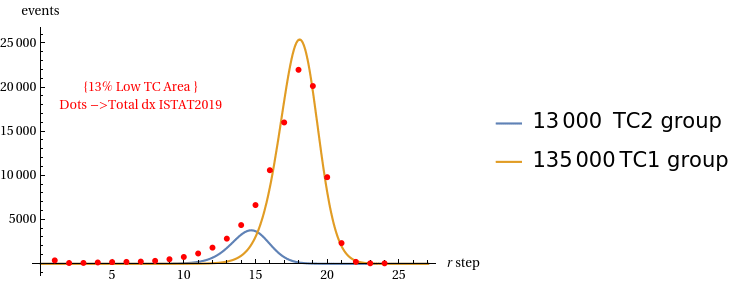 events
25 000
20 000
15 000
10 000
5000
5 10 15 20 25
r step
{13% Low TC Area }
Dots –>Total dx ISTAT2019
13 000 TC2 group
135 000 TC1 group